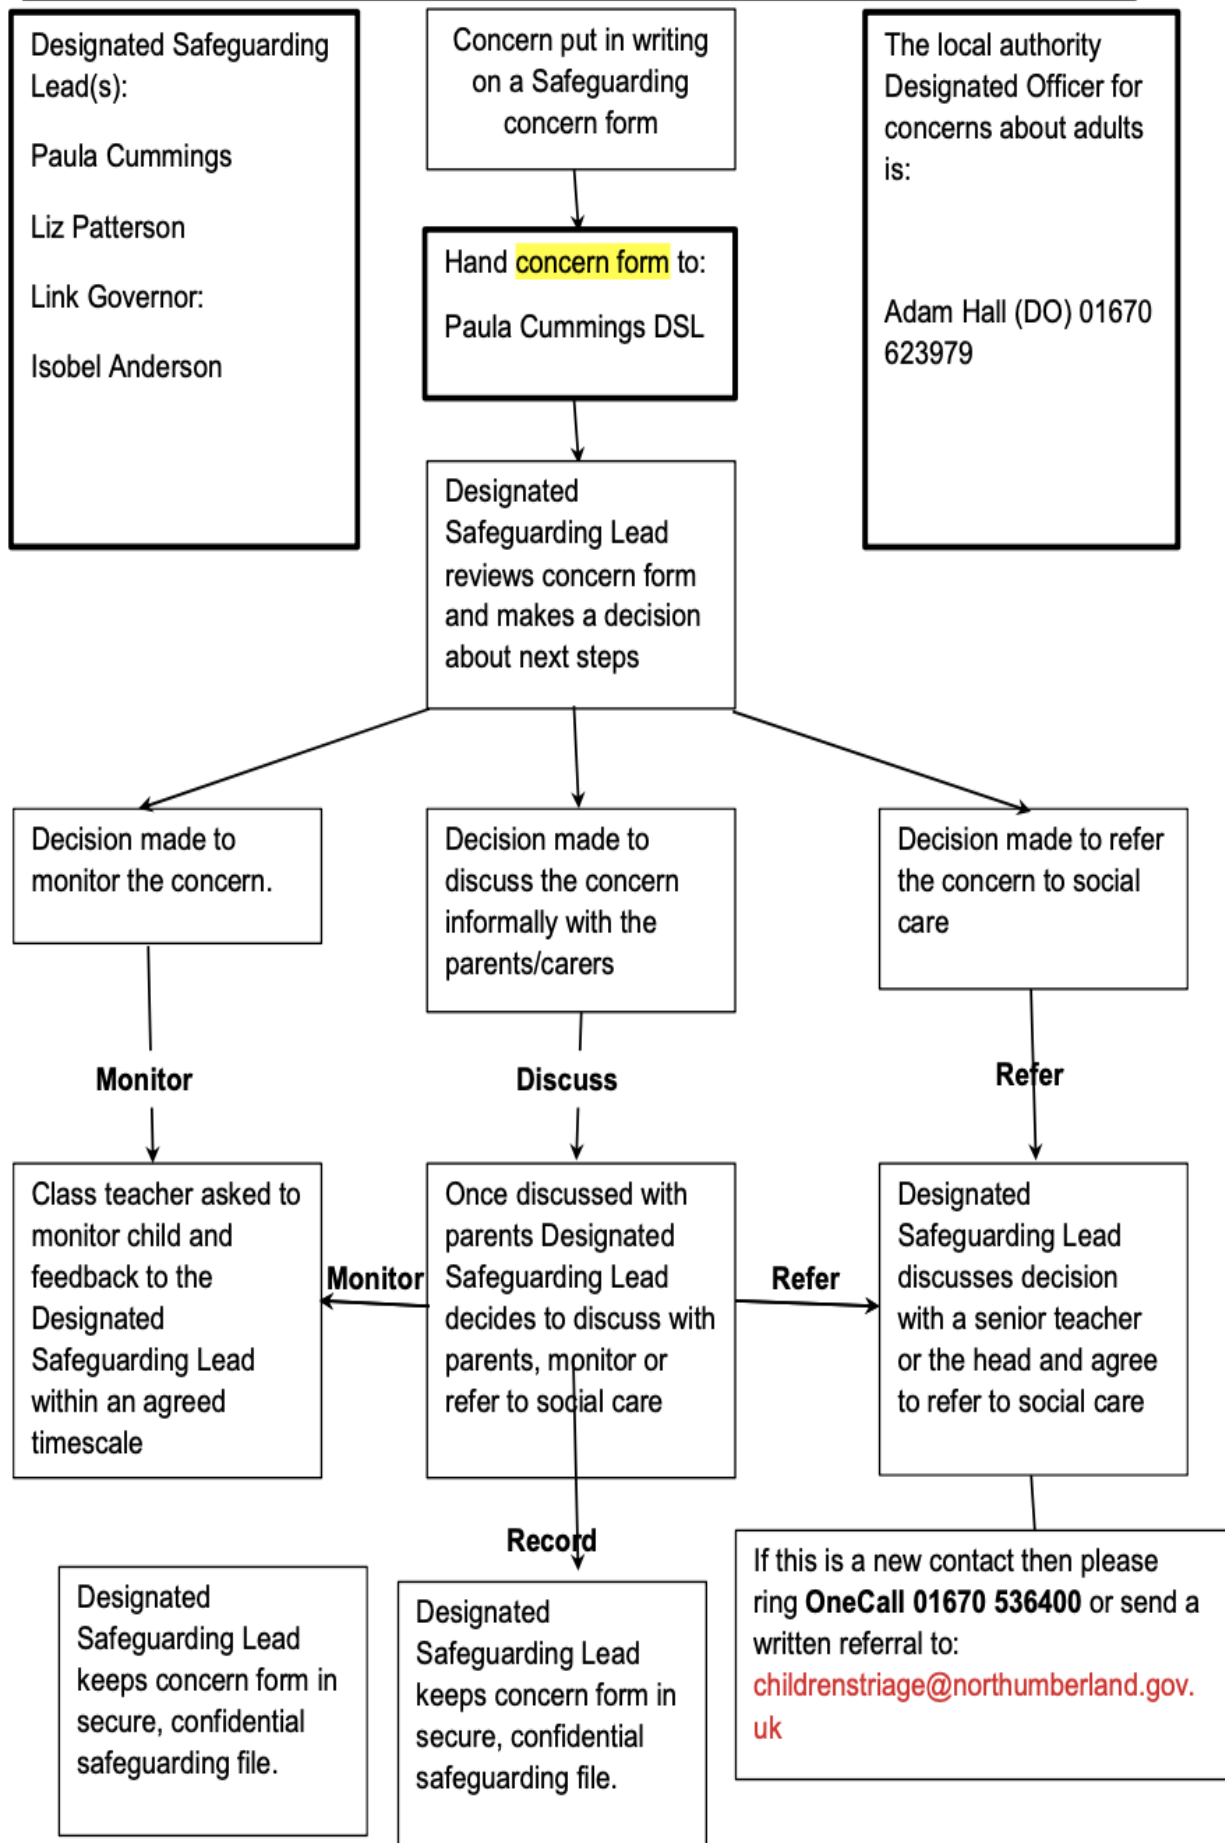 Designated Safeguarding
Lead(s):
Paula Cummings
Liz Patterson
Link Governor:
Isobel Anderson
Concern put in writing
on a Safeguarding
concern form
The local authority
Designated Officer for
concerns about adults
is:
Adam Hall (DO) 01670
623979
Hand concern form to:
Paula Cummings DSL
Designated
Safeguarding Lead
reviews concern form
and makes a decision
about next steps
Decision made to
monitor the concern.
Decision made to
discuss the concern
informally with the
parents/carers
Decision made to refer
the concern to social
care
Monitor
Discuss
Refer
Class teacher asked to
monitor child and
feedback to the
Designated
Safeguarding Lead
within an agreed
timescale
Monitor
Once discussed with
parents Designated
Safeguarding Lead
decides to discuss with
parents, monitor or
refer to social care
Refer
Designated
Safeguarding Lead
discusses decision
with a senior teacher
or the head and agree
to refer to social care
Record
Designated
Safeguarding Lead
keeps concern form in
secure, confidential
safeguarding file.
Designated
Safeguarding Lead
keeps concern form in
secure, confidential
safeguarding file.
If this is a new contact then please
ring OneCall 01670 536400 or send a
written referral to:
childrenstriage@northumberland.gov.
uk